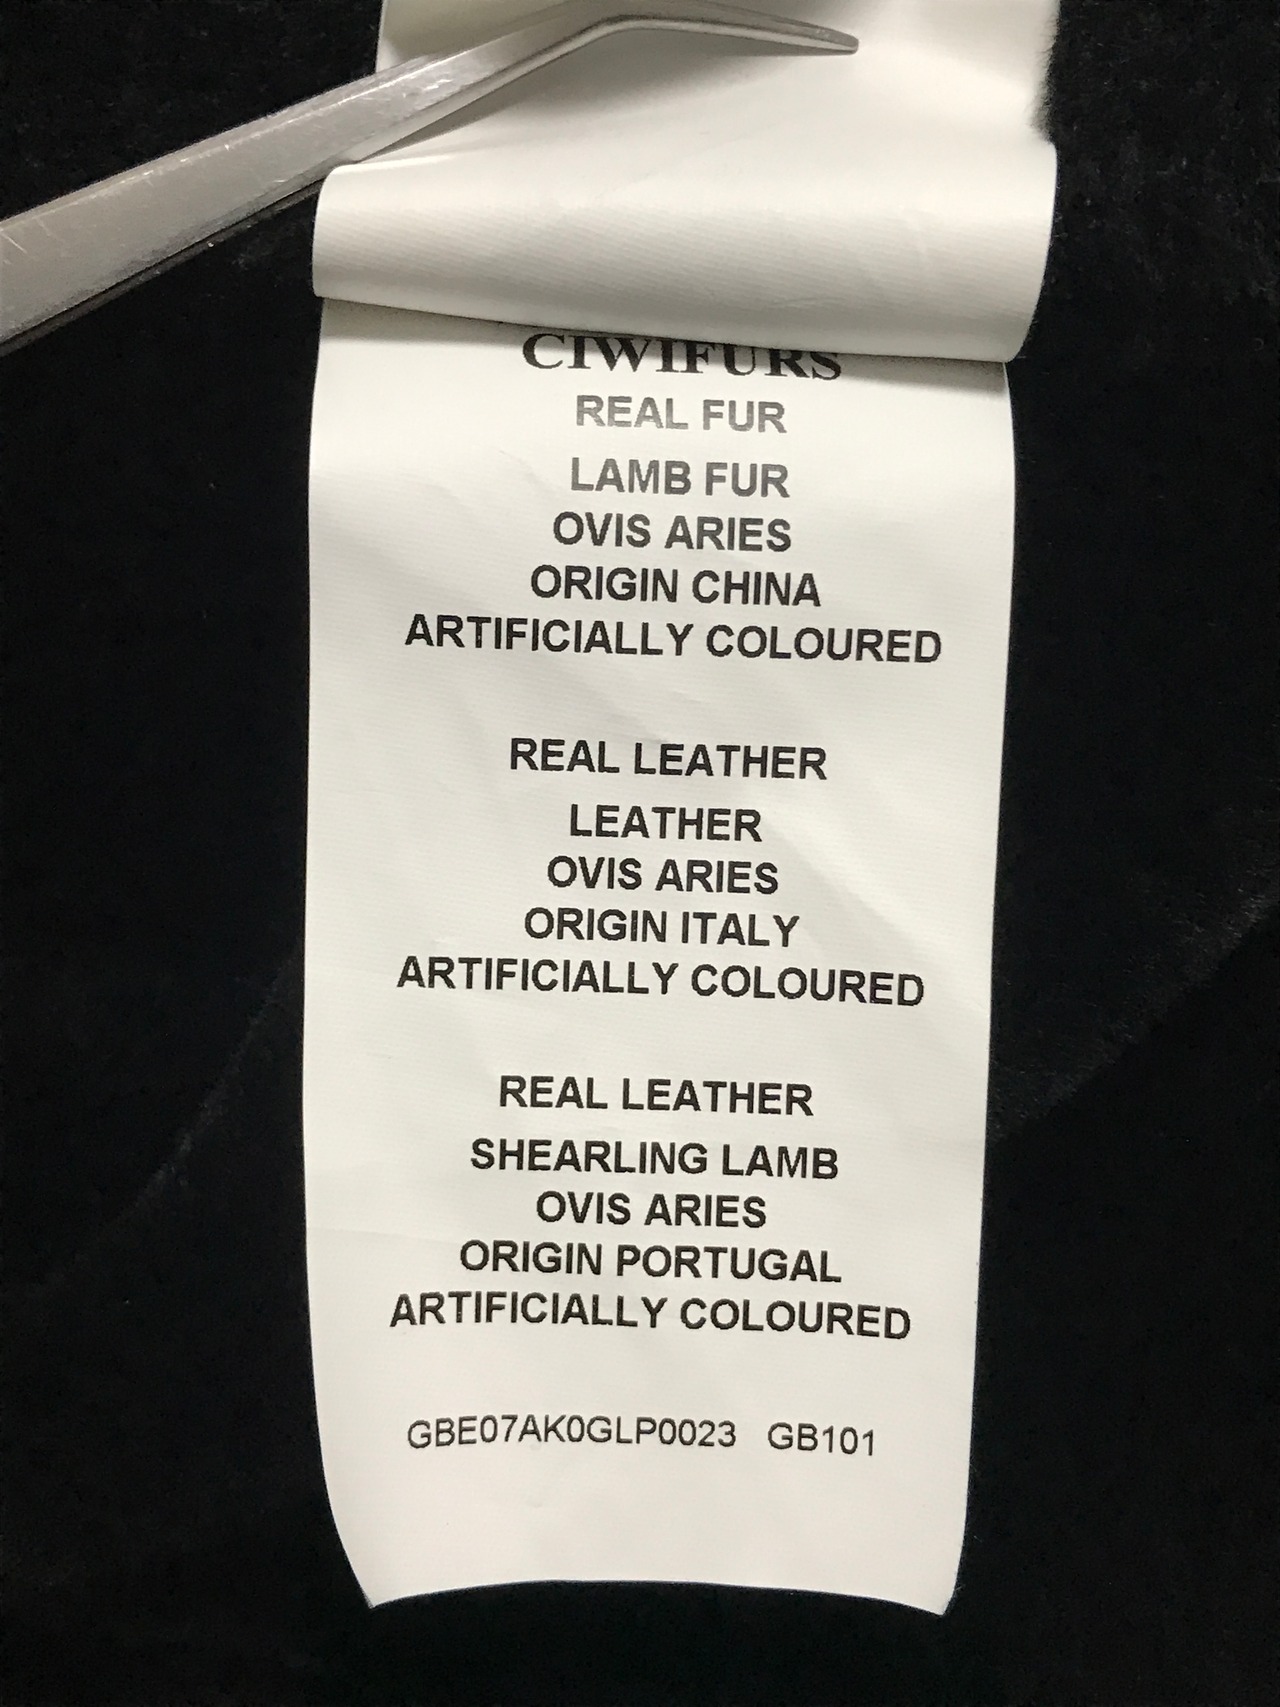 CIWIFURS
REAL FUR
LAMB FUR
OVIS ARIES
ORIGIN CHINA
ARTIFICIALLY COLOURED
REAL LEATHER
LEATHER
OVIS ARIES
ORIGIN ITALY
ARTIFICIALLY COLOURED
REAL LEATHER
SHEARLING LAMB
OVIS ARIES
ORIGIN PORTUGAL
ARTIFICIALLY COLOURED
GBE07AK0GLP0023 GB101